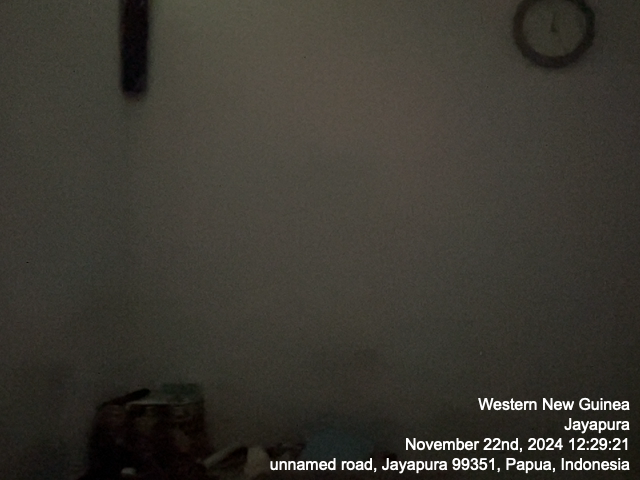 Western New Guinea
Jayapura
November 22nd, 2024 12:29:21
unnamed road, Jayapura 99351, Papua, Indonesia